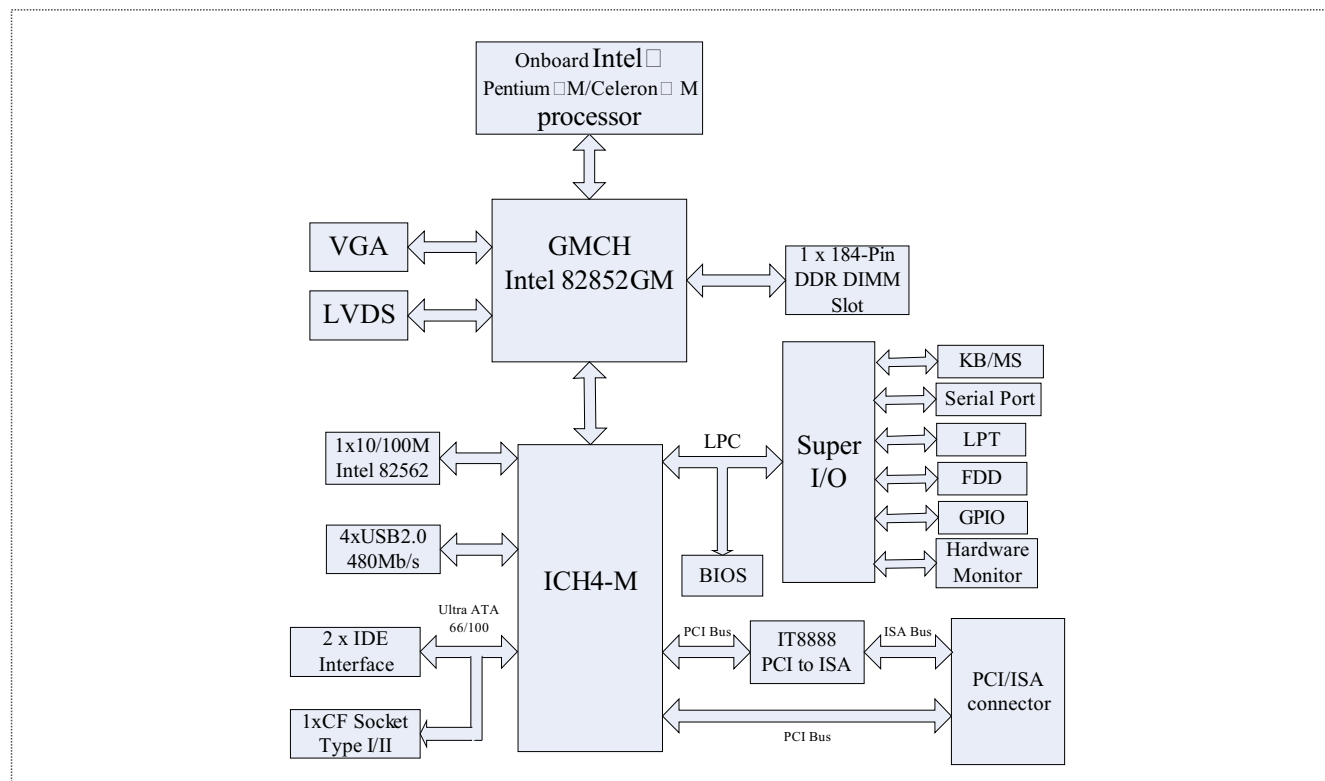 Onboard Intel□
Pentium□M/Celeron□ M
processor
VGA
GMCH
Intel 82852GM
1 x 184-Pin
DDR DIMM
Slot
LVDS
KB/MS
Serial Port
LPT
FDD
GPIO
Hardware
Monitor
Super
I/O
LPC
BIOS
1x10/100M
Intel 82562
4xUSB2.0
480Mb/s
ICH4-M
Ultra ATA
66/100
2 x IDE
Interface
1xCF Socket
Type I/II
PCI Bus
IT8888
PCI to ISA
ISA Bus
PCI/ISA
connector
PCI Bus